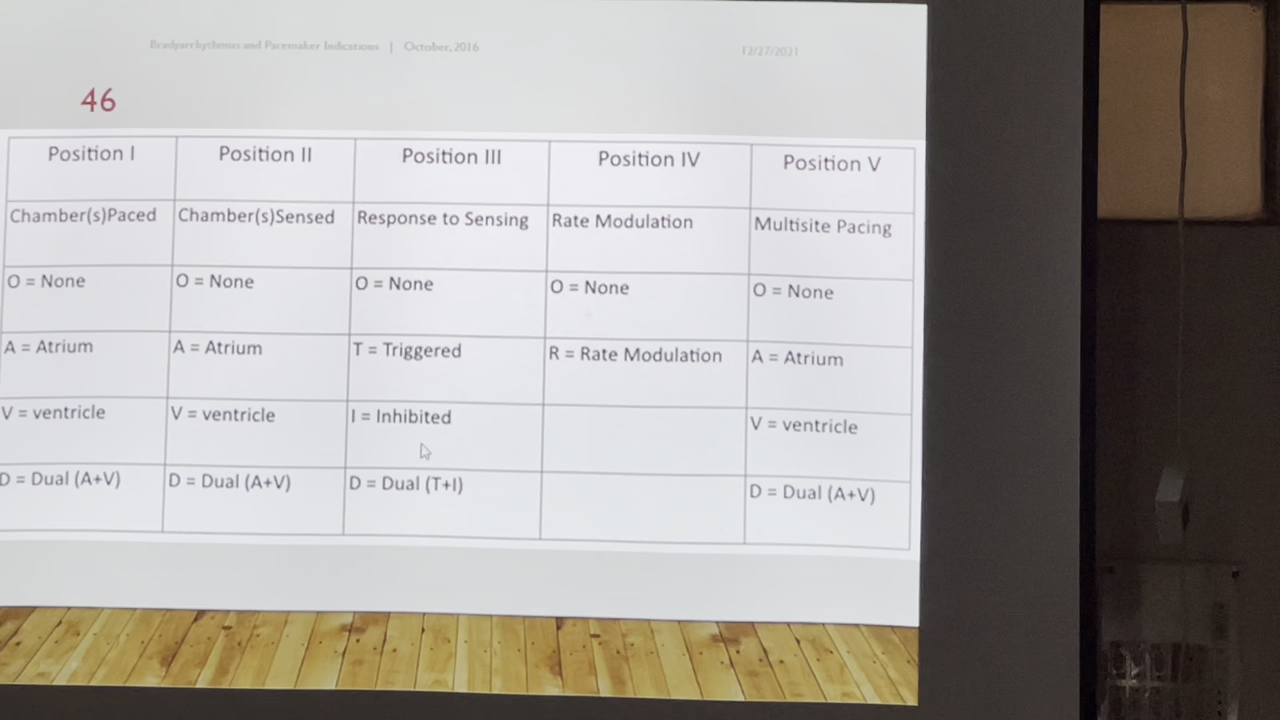 Bradyarrhythmias and Pacemaker Indications | October, 2016 12/27/2021
46
Position I Position II Position III Position IV Position V
Chamber(s)Paced Chamber(s)Sensed Response to Sensing Rate Modulation Multisite Pacing
O = None O = None O = None O = None O = None
A = Atrium A = Atrium T = Triggered R = Rate Modulation A = Atrium
V = ventricle V = ventricle I = Inhibited V = ventricle
D = Dual (A+V) D = Dual (A+V) D = Dual (T+I) D = Dual (A+V)